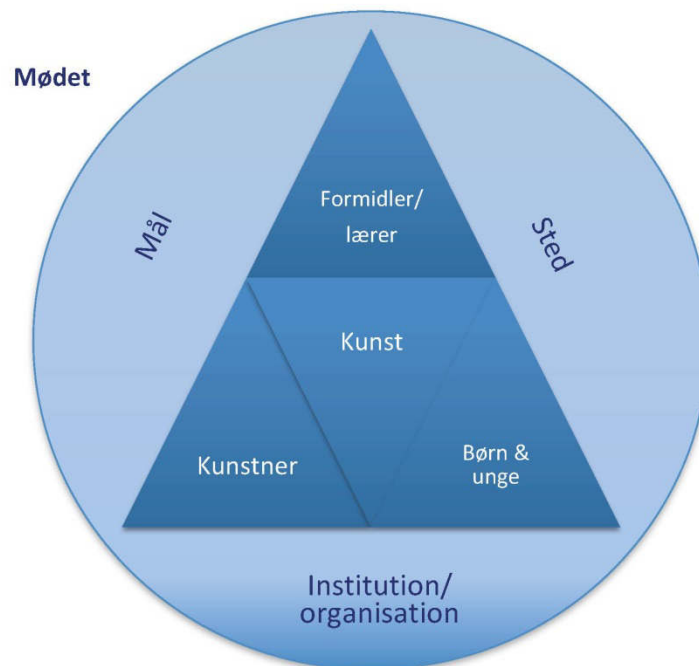 Mødet
Formidler/
lærer
Mål
Sted
Kunst
Kunstner
Børn &
unge
Institution/
organisation